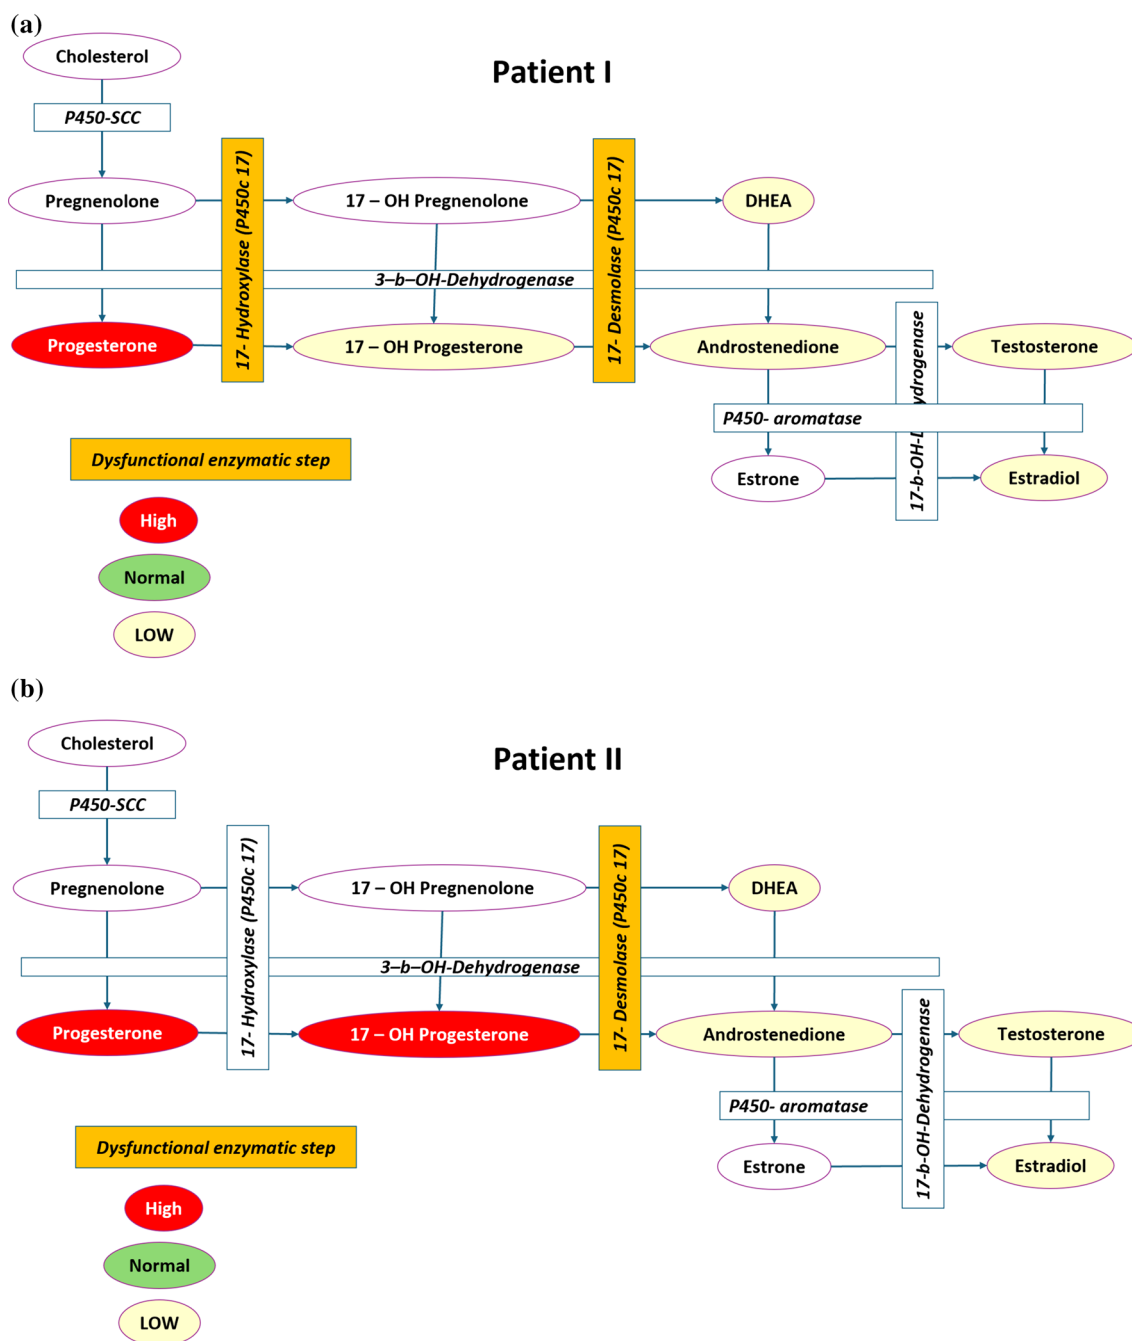 (a)
Patient I
Cholesterol
P450-SCC
17- Hydroxylase (P450c 17)
17- Desmolase (P450c 17)
Pregnenolone
17 – OH Pregnenolone
DHEA
3–b–OH-Dehydrogenase
Progesterone
17 – OH Progesterone
Androstenedione
Testosterone
P450- aromatase
17-b-OH-Dehydrogenase
Estrone
Estradiol
Dysfunctional enzymatic step
High
Normal
LOW
(b)
Patient II
Cholesterol
P450-SCC
17- Hydroxylase (P450c 17)
17- Desmolase (P450c 17)
Pregnenolone
17 – OH Pregnenolone
DHEA
3–b–OH-Dehydrogenase
Progesterone
17 – OH Progesterone
Androstenedione
Testosterone
P450- aromatase
17-b-OH-Dehydrogenase
Estrone
Estradiol
Dysfunctional enzymatic step
High
Normal
LOW